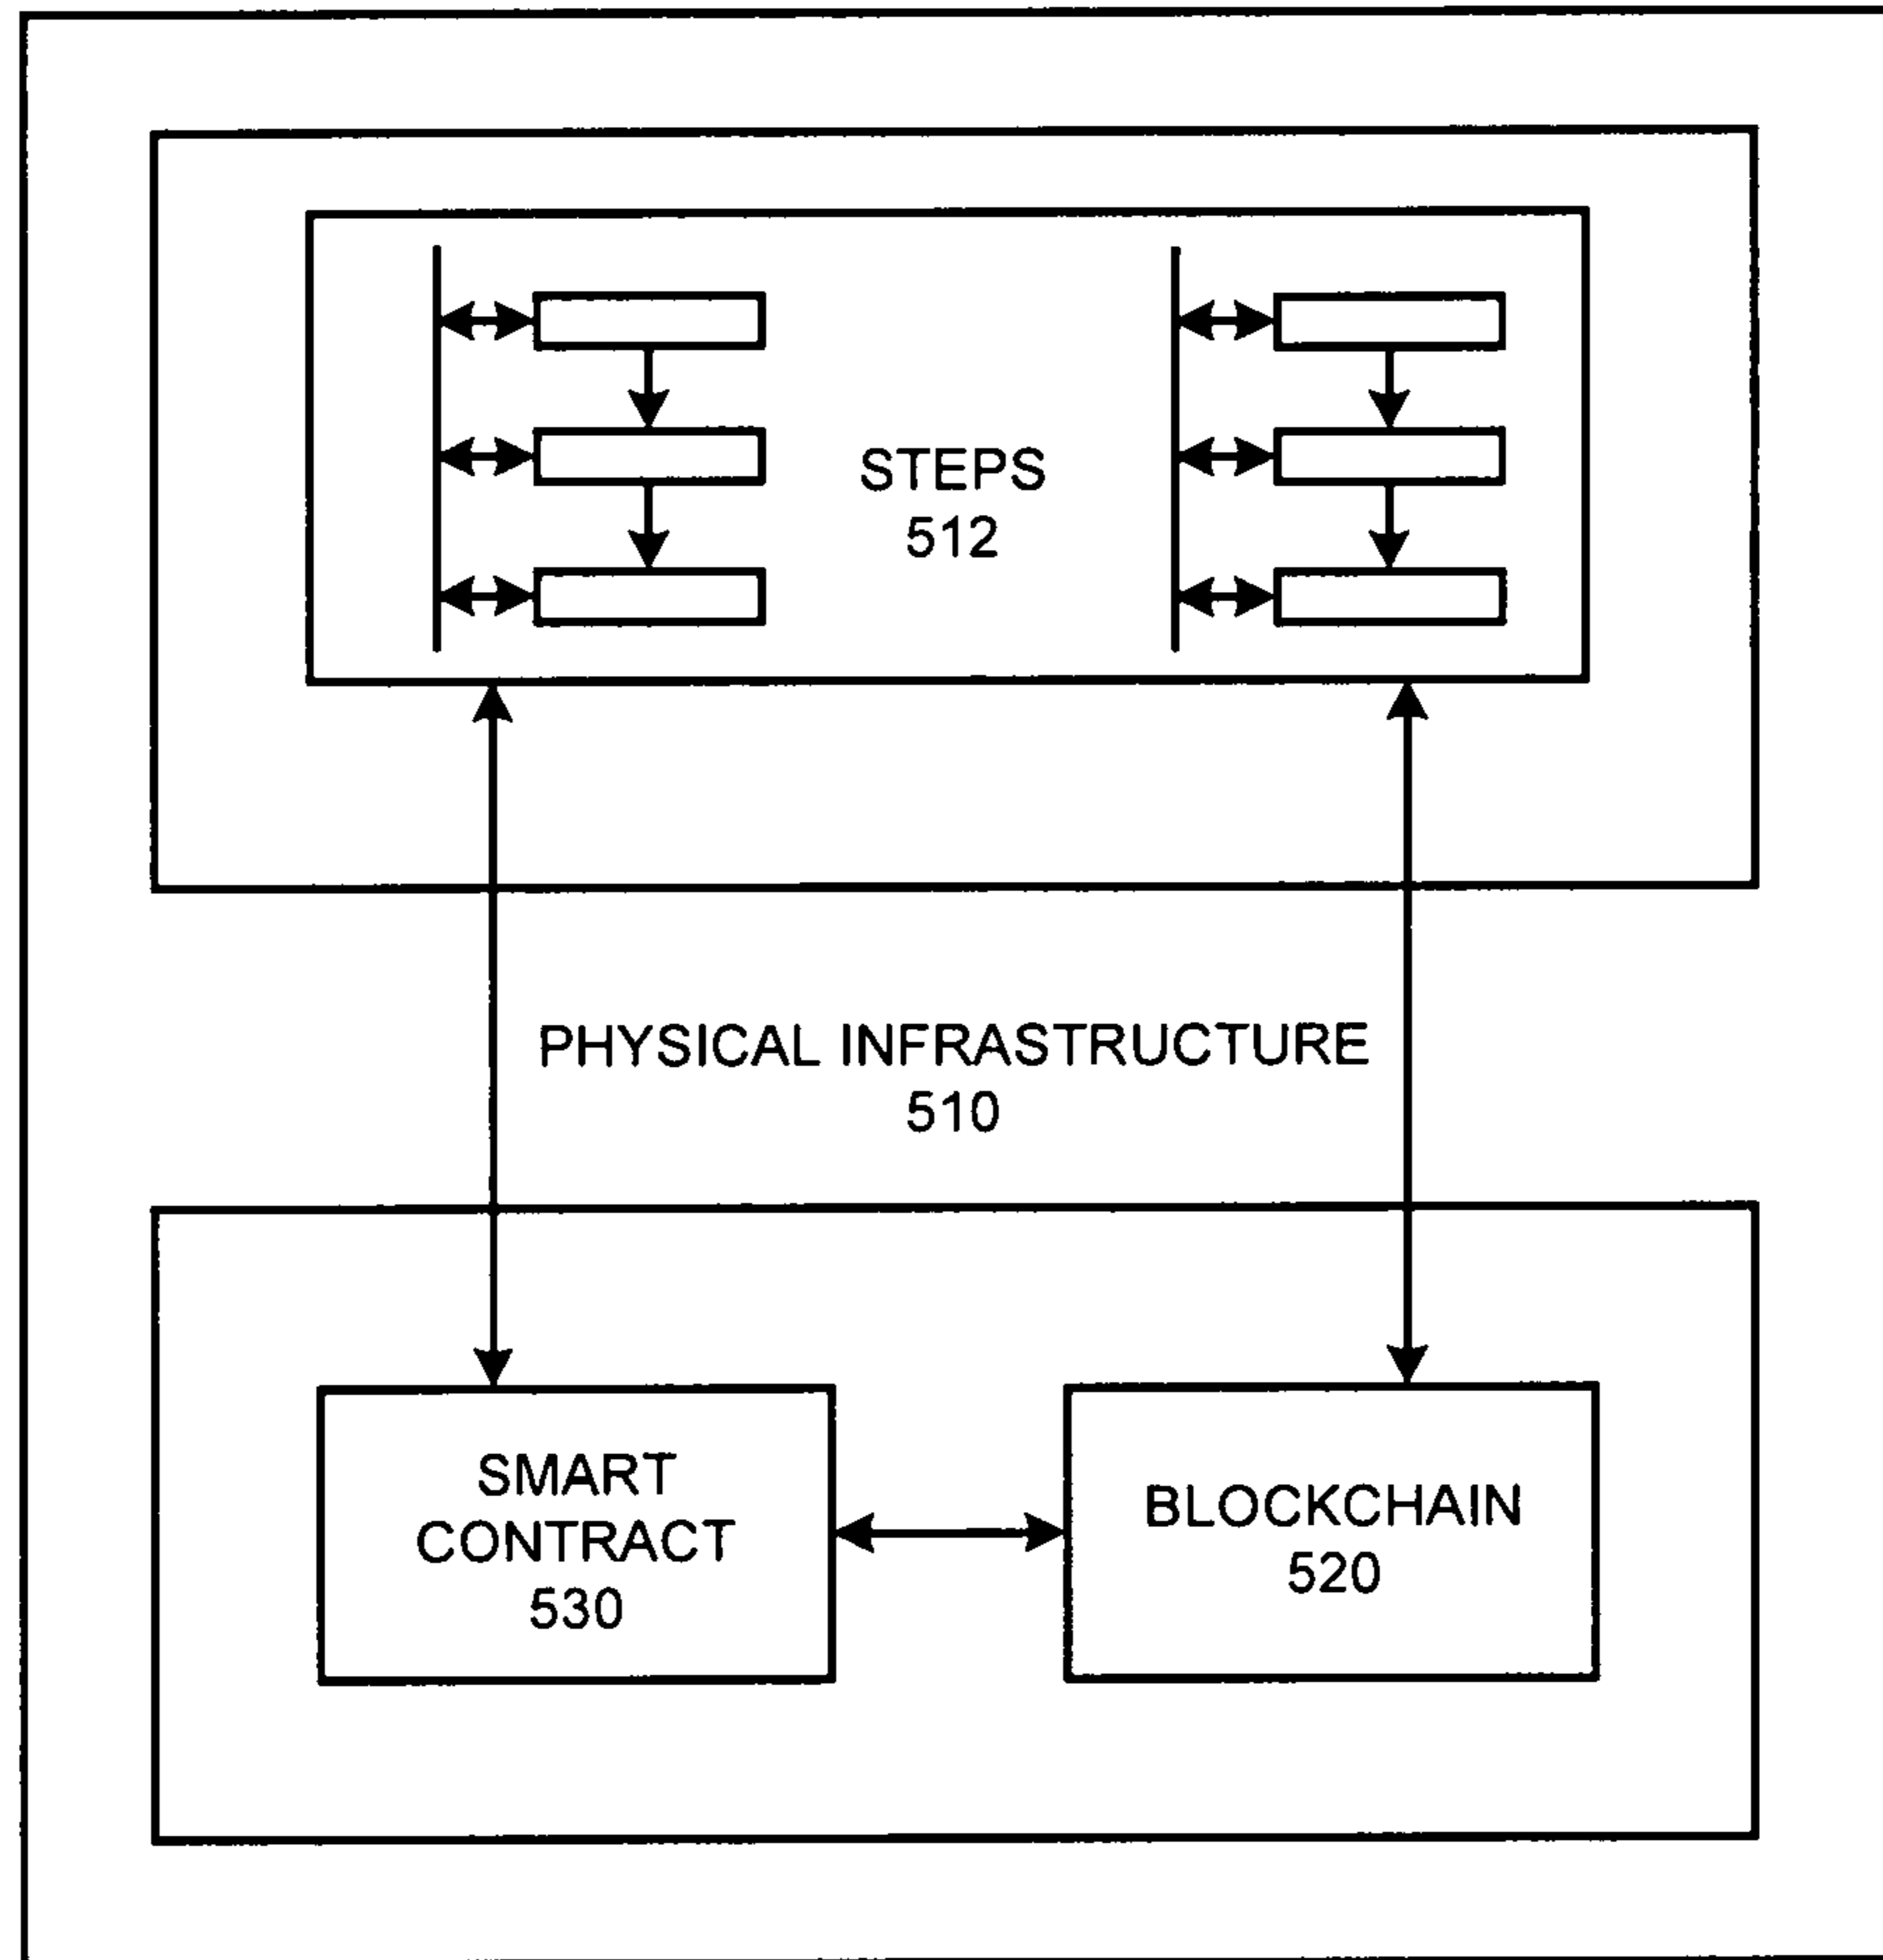 STEPS
512
PHYSICAL INFRASTRUCTURE
510
SMART
CONTRACT
530
BLOCKCHAIN
520